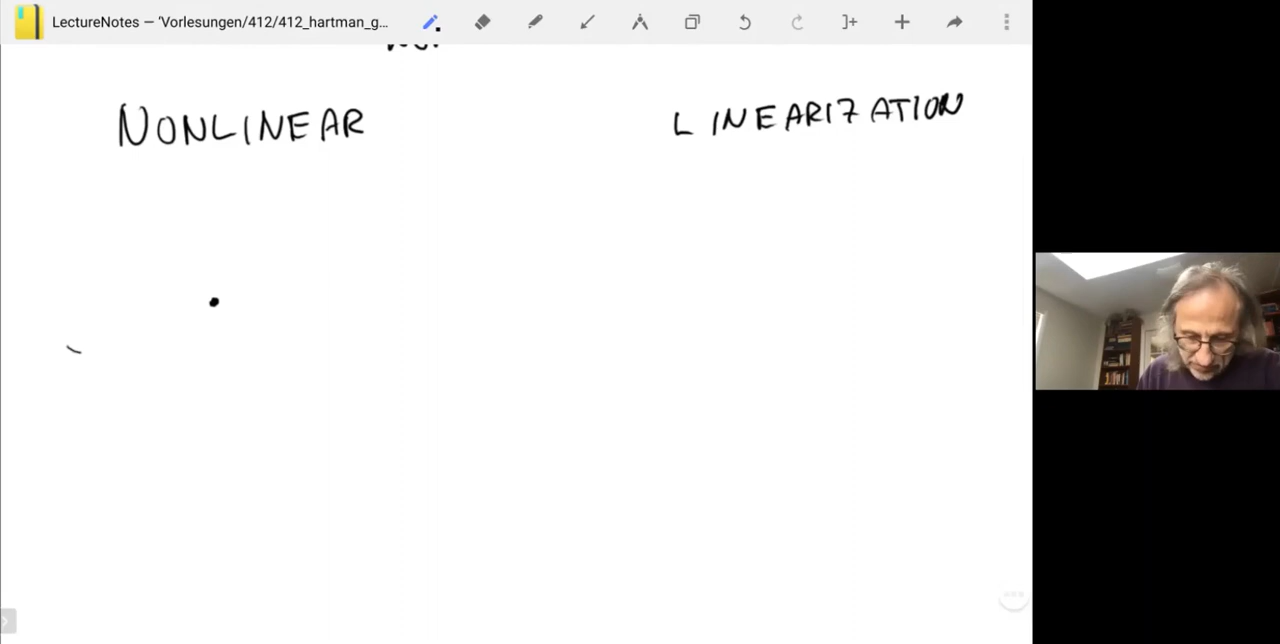 LectureNotes — ‘Vorlesungen/412/412_hartman_g…
NONLINEAR
LINEARIZATION